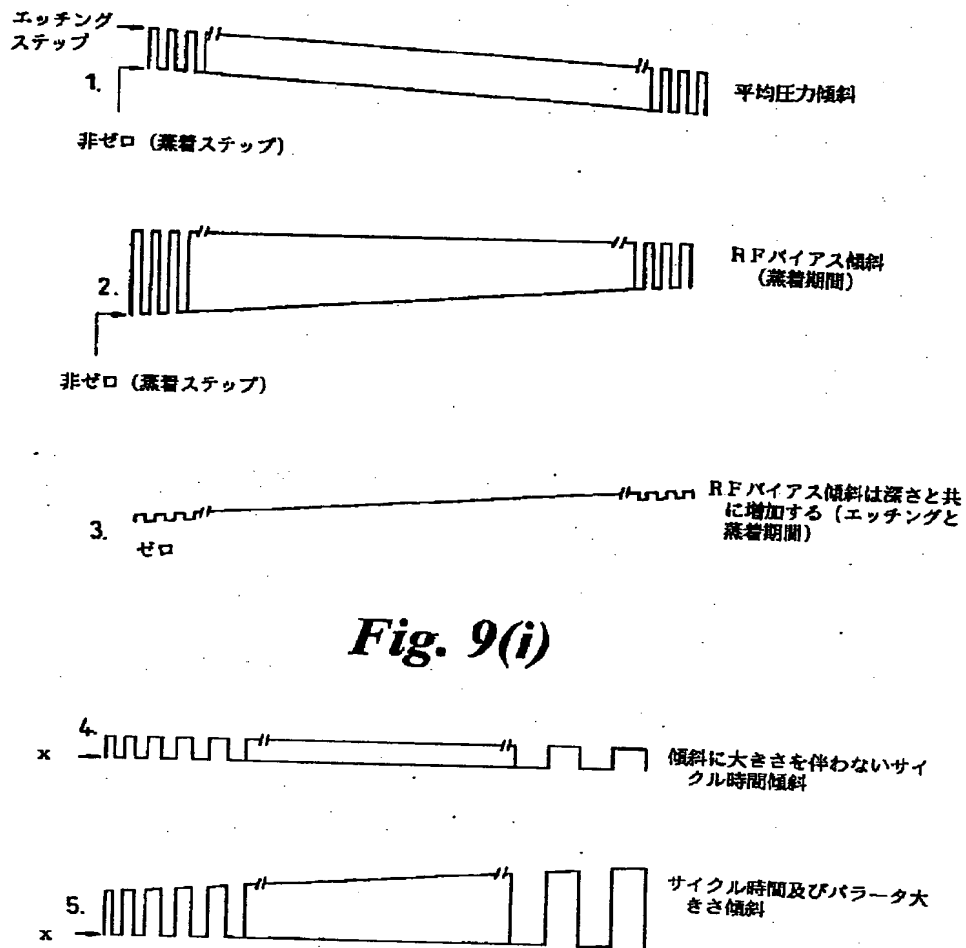 エッチング
ステップ
1.
平均圧力傾斜
非ゼロ（蒸着ステップ）
2.
RFバイアス傾斜
（蒸着期間）
非ゼロ（蒸着ステップ）
3.
ゼロ
RFバイアス傾斜は深さと共
に増加する（エッチングと
蒸着期間）
Fig. 9(i)
4.
x
傾斜に大きさを伴わないサイ
クル時間傾斜
5.
x
サイクル時間及びパラータ大
きさ傾斜